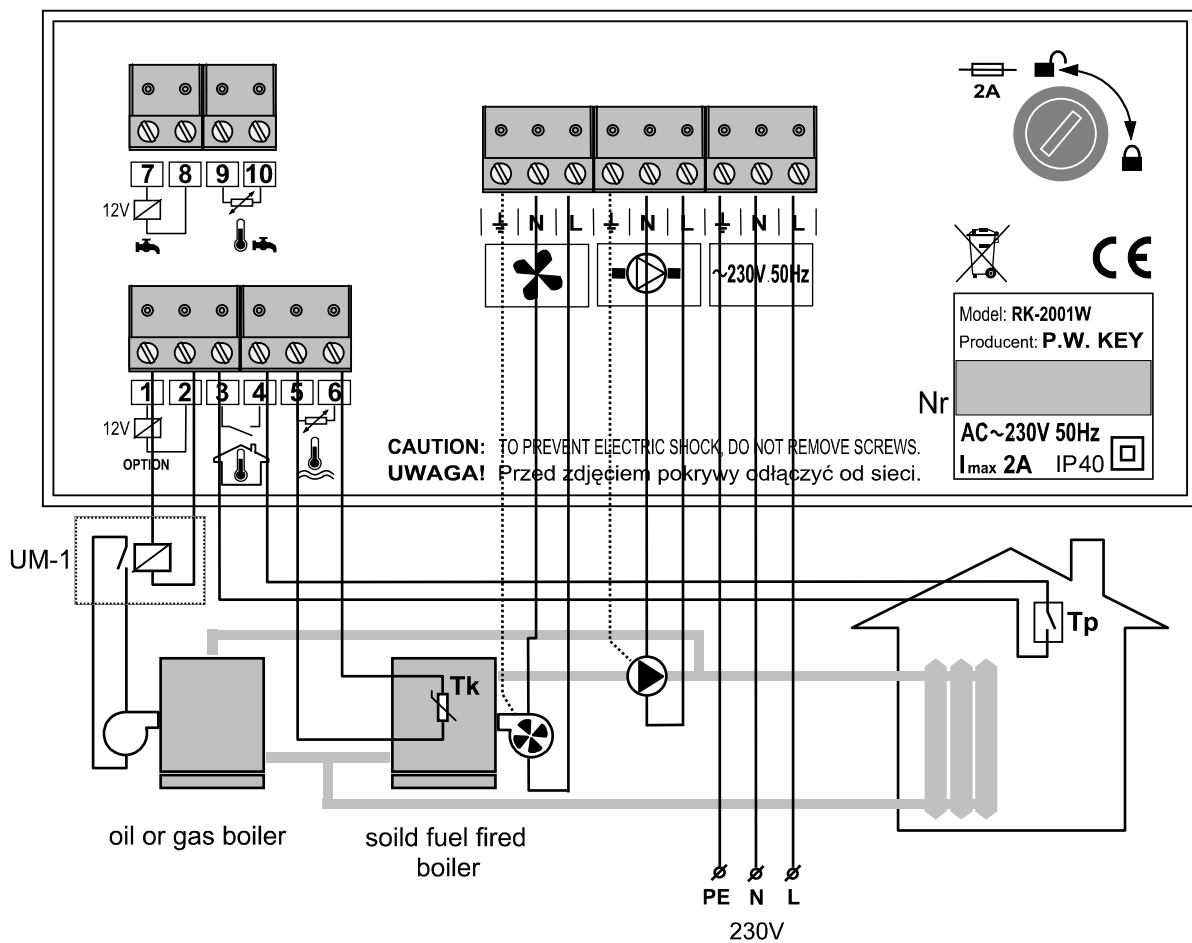 2A
7 8 9 10
12V
N L N L N L
~230V 50Hz
Model: RK-2001W
Producent: P.W. KEY
Nr
AC~230V 50Hz
Imax 2A IP40
1 2 3 4 5 6
12V
OPTION
CAUTION: TO PREVENT ELECTRIC SHOCK, DO NOT REMOVE SCREWS.
UWAGA! Przed zdjęciem pokrywy odłączyć od sieci.
UM-1
Tp
Tk
oil or gas boiler
soild fuel fired
boiler
PE N L
230V